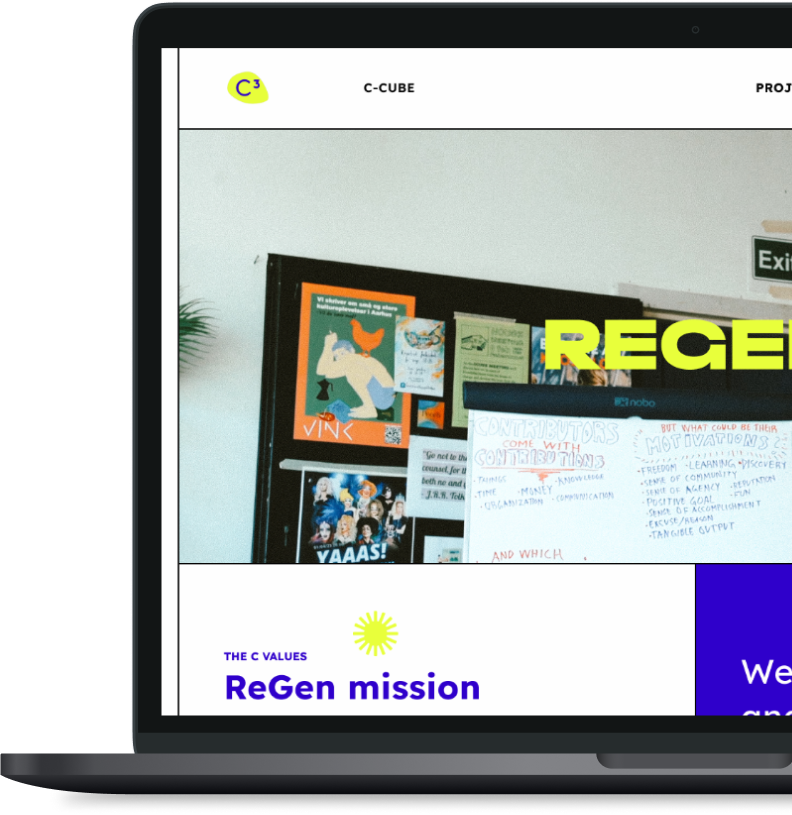 C³
C-CUBE
PROJ
Exit
Vi skriver om små og store
kulturoplevelser i Aarhus
REGE
nobo
VINK
CONTRIBUTORS
COME WITH
CONTRIBUTIONS
·THINGS
·KNOWLEDGE
·TIME
·MONEY
·ORGANIZATION
·COMMUNICATION
AND WHICH
BUT WHAT COULD BE THEIR
MOTIVATIONS?
·FREEDOM ·LEARNING ·DISCOVERY
·SENSE OF COMMUNITY
·SENSE OF AGENCY ·REPUTATION
·POSITIVE GOAL ·FUN
·SENSE OF ACCOMPLISHMENT
·EXCUSE/REASON
·TANGIBLE OUTPUT
"Go not to th
counsel, for th
both no and y
- J.R.R. Tolk
YAAAS!
THE C VALUES
ReGen mission
We
and